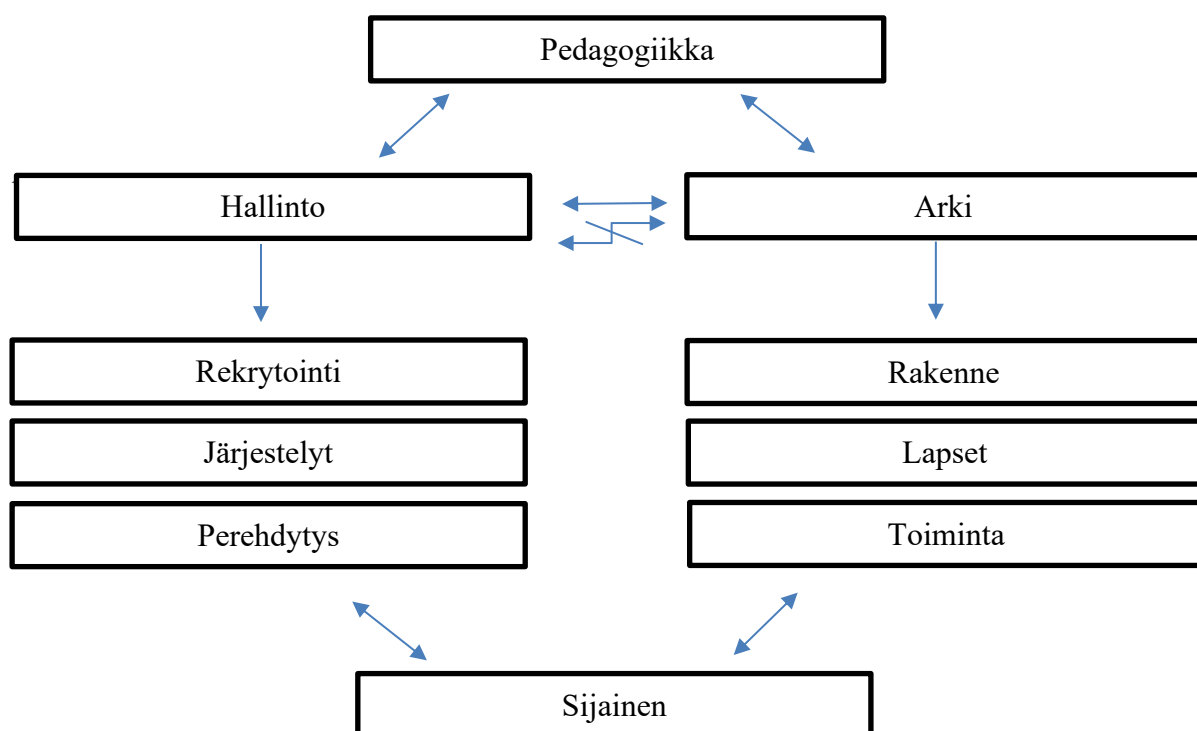 Pedagogiikka
Hallinto
Arki
Rekrytointi
Rakenne
Järjestelyt
Lapset
Perehdytys
Toiminta
Sijainen